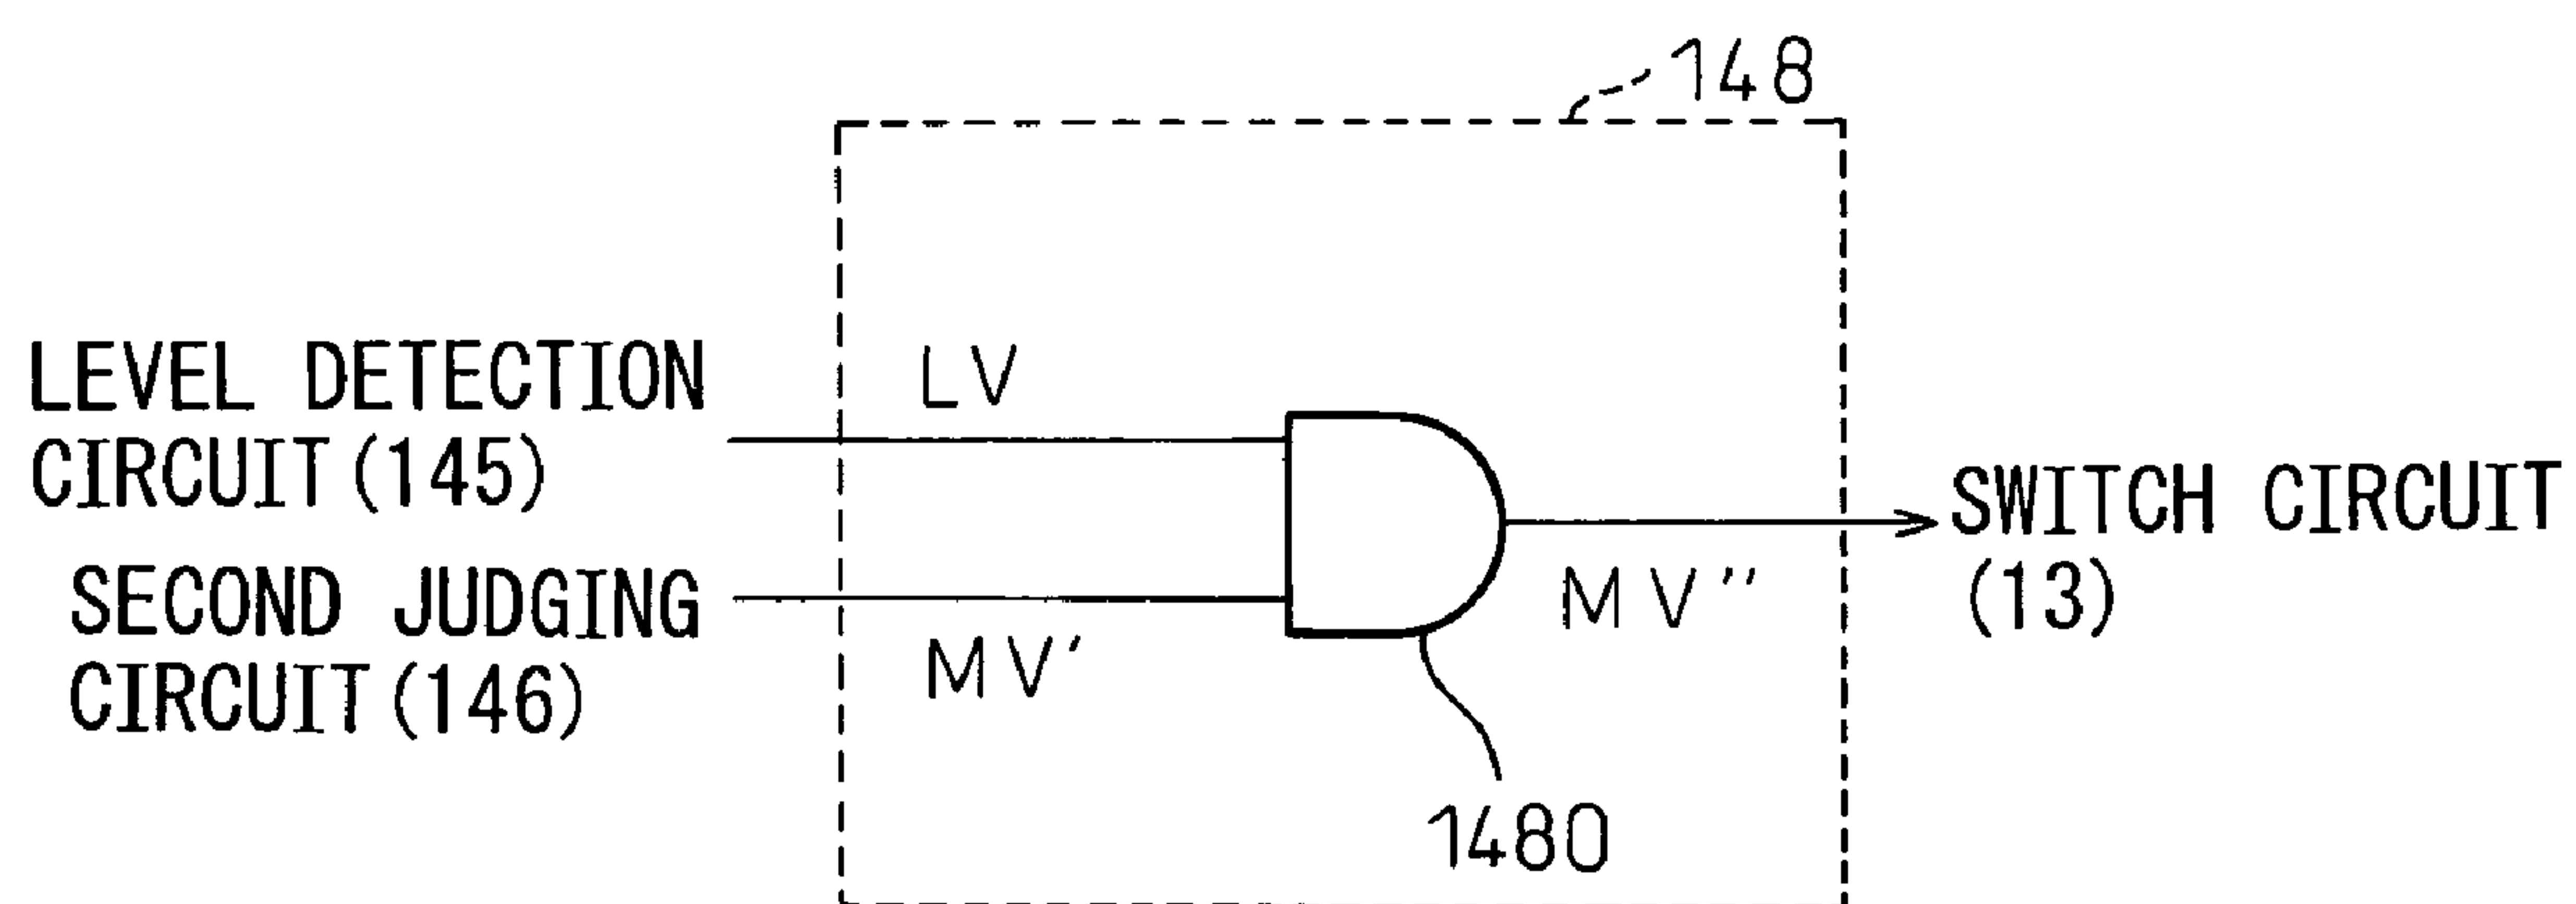 148
LEVEL DETECTION
CIRCUIT(145)
LV
SWITCH CIRCUIT
(13)
SECOND JUDGING
CIRCUIT(146)
MV'
MV''
1480